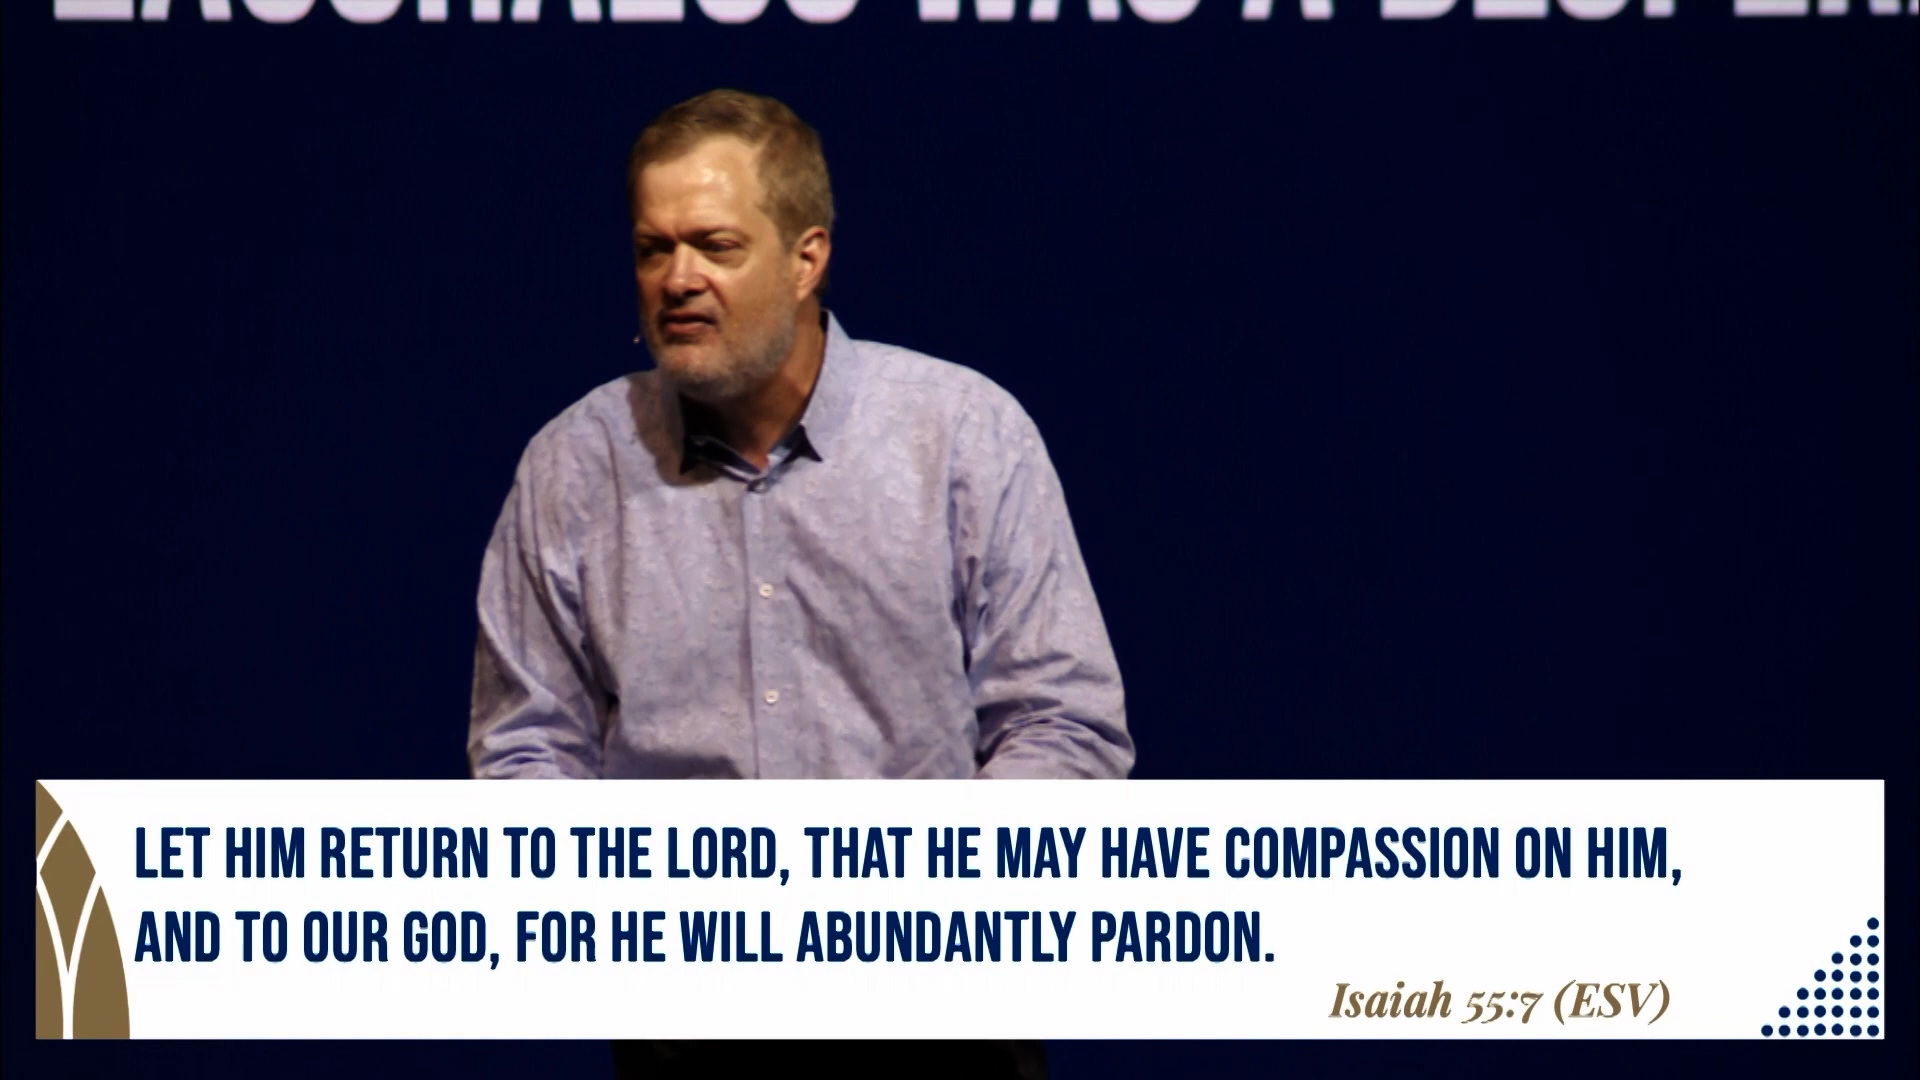 WAS A
LET HIM RETURN TO THE LORD, THAT HE MAY HAVE COMPASSION ON HIM,
AND TO OUR GOD, FOR HE WILL ABUNDANTLY PARDON.
Isaiah 55:7 (ESV)